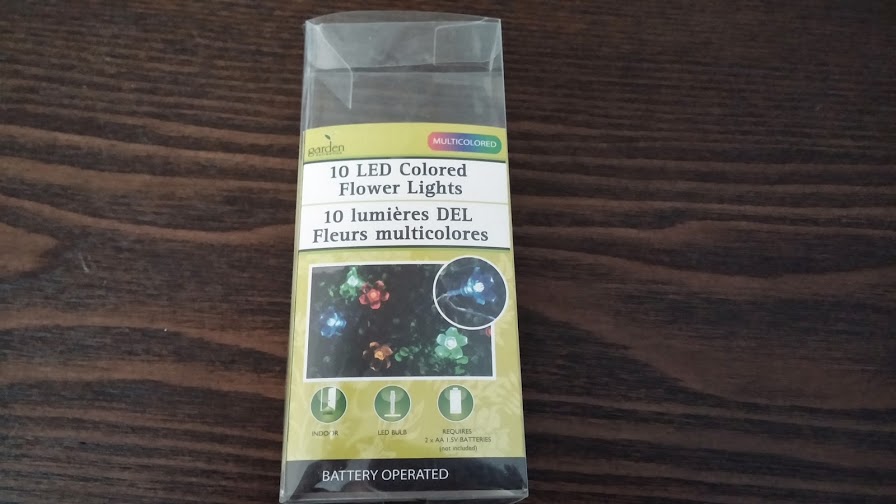 garden
MULTICOLORED
10 LED Colored
Flower Lights
10 lumières DEL
Fleurs multicolores
INDOOR
LED BULB
REQUIRES
2 x AA 1.5V BATTERIES
(not included)
BATTERY OPERATED